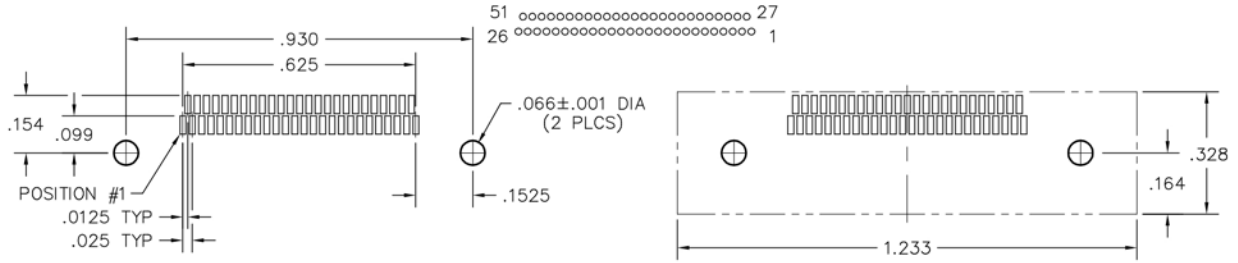 51 27
26 1
.930
.625
.066±.001 DIA
(2 PLCS)
.154
.099
POSITION #1
.0125 TYP
.025 TYP
.1525
.328
.164
1.233